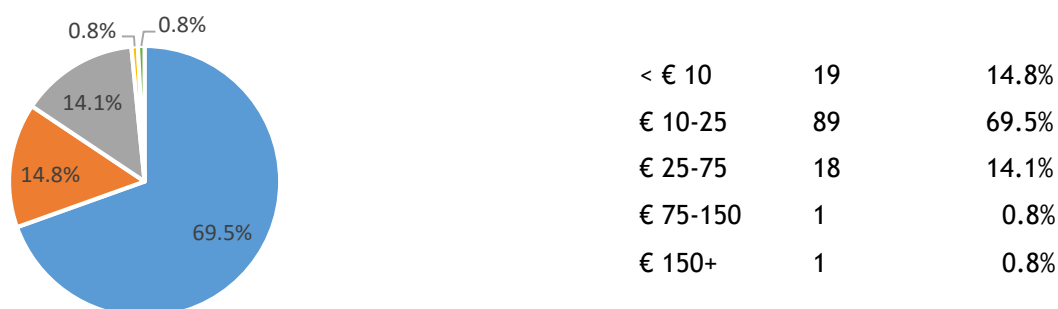 0.8%
0.8%
14.1%
14.8%
69.5%
< € 10 19 14.8%
€ 10-25 89 69.5%
€ 25-75 18 14.1%
€ 75-150 1 0.8%
€ 150+ 1 0.8%